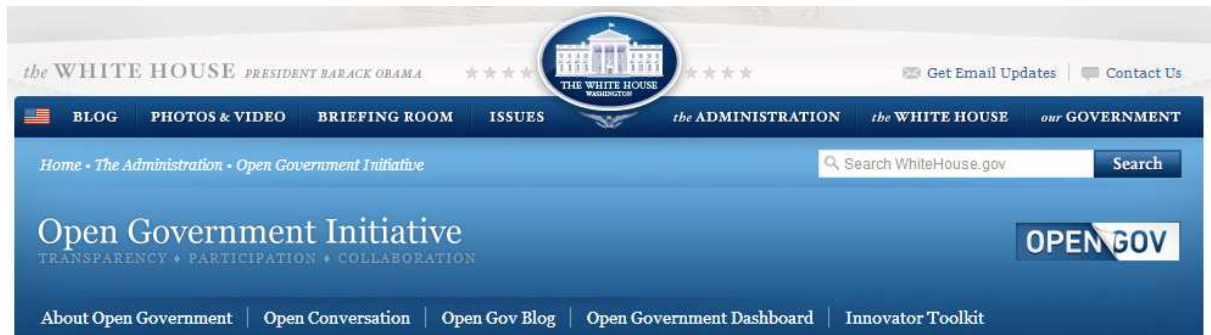 the WHITE HOUSE PRESIDENT BARACK OBAMA
THE WHITE HOUSE
WASHINGTON
Get Email Updates Contact Us
BLOG PHOTOS & VIDEO BRIEFING ROOM ISSUES the ADMINISTRATION the WHITE HOUSE our GOVERNMENT
Home • The Administration • Open Government Initiative
Search WhiteHouse.gov Search
Open Government Initiative
TRANSPARENCY • PARTICIPATION • COLLABORATION
OPEN GOV
About Open Government | Open Conversation | Open Gov Blog | Open Government Dashboard | Innovator Toolkit